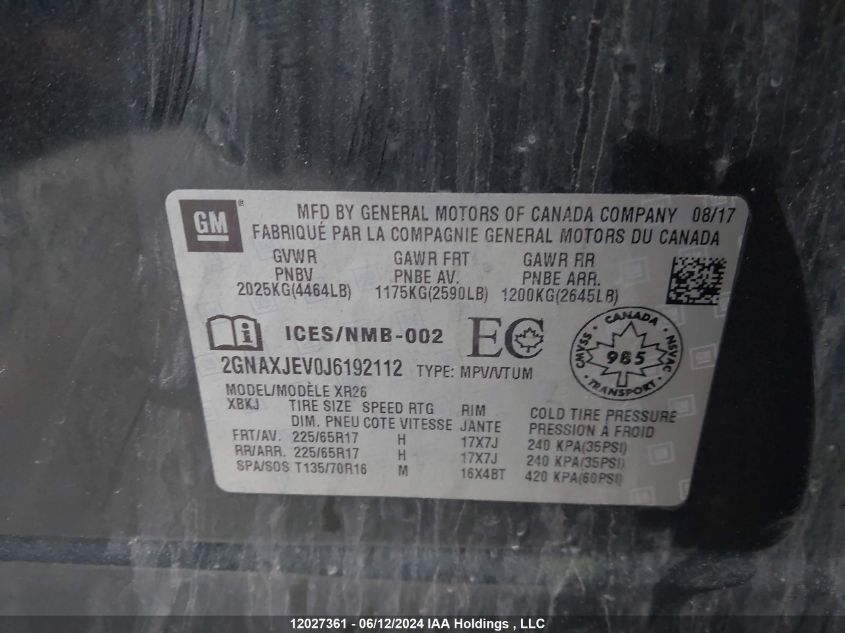 GM
MFD BY GENERAL MOTORS OF CANADA COMPANY 08/17
FABRIQUÉ PAR LA COMPAGNIE GENERAL MOTORS DU CANADA
GVWR GAWR FRT GAWR RR
PNBV PNBE AV. PNBE ARR.
2025KG(4464LB) 1175KG(2590LB) 1200KG(2645LB)
ICES/NMB-002 EC
CANADA
CMVSS 985 NSVAC
TRANSPORT
2GNAXJEV0J6192112 TYPE: MPV/VTUM
MODEL/MODÈLE XR26
XBKJ TIRE SIZE SPEED RTG RIM COLD TIRE PRESSURE
DIM. PNEU COTE VITESSE JANTE PRESSION À FROID
FRT/AV. 225/65R17 H 17X7J 240 KPA(35PSI)
RR/ARR. 225/65R17 H 17X7J 240 KPA(35PSI)
SPA/SOS T135/70R16 M 16X4BT 420 KPA(60PSI)
12027361 - 06/12/2024 IAA Holdings , LLC